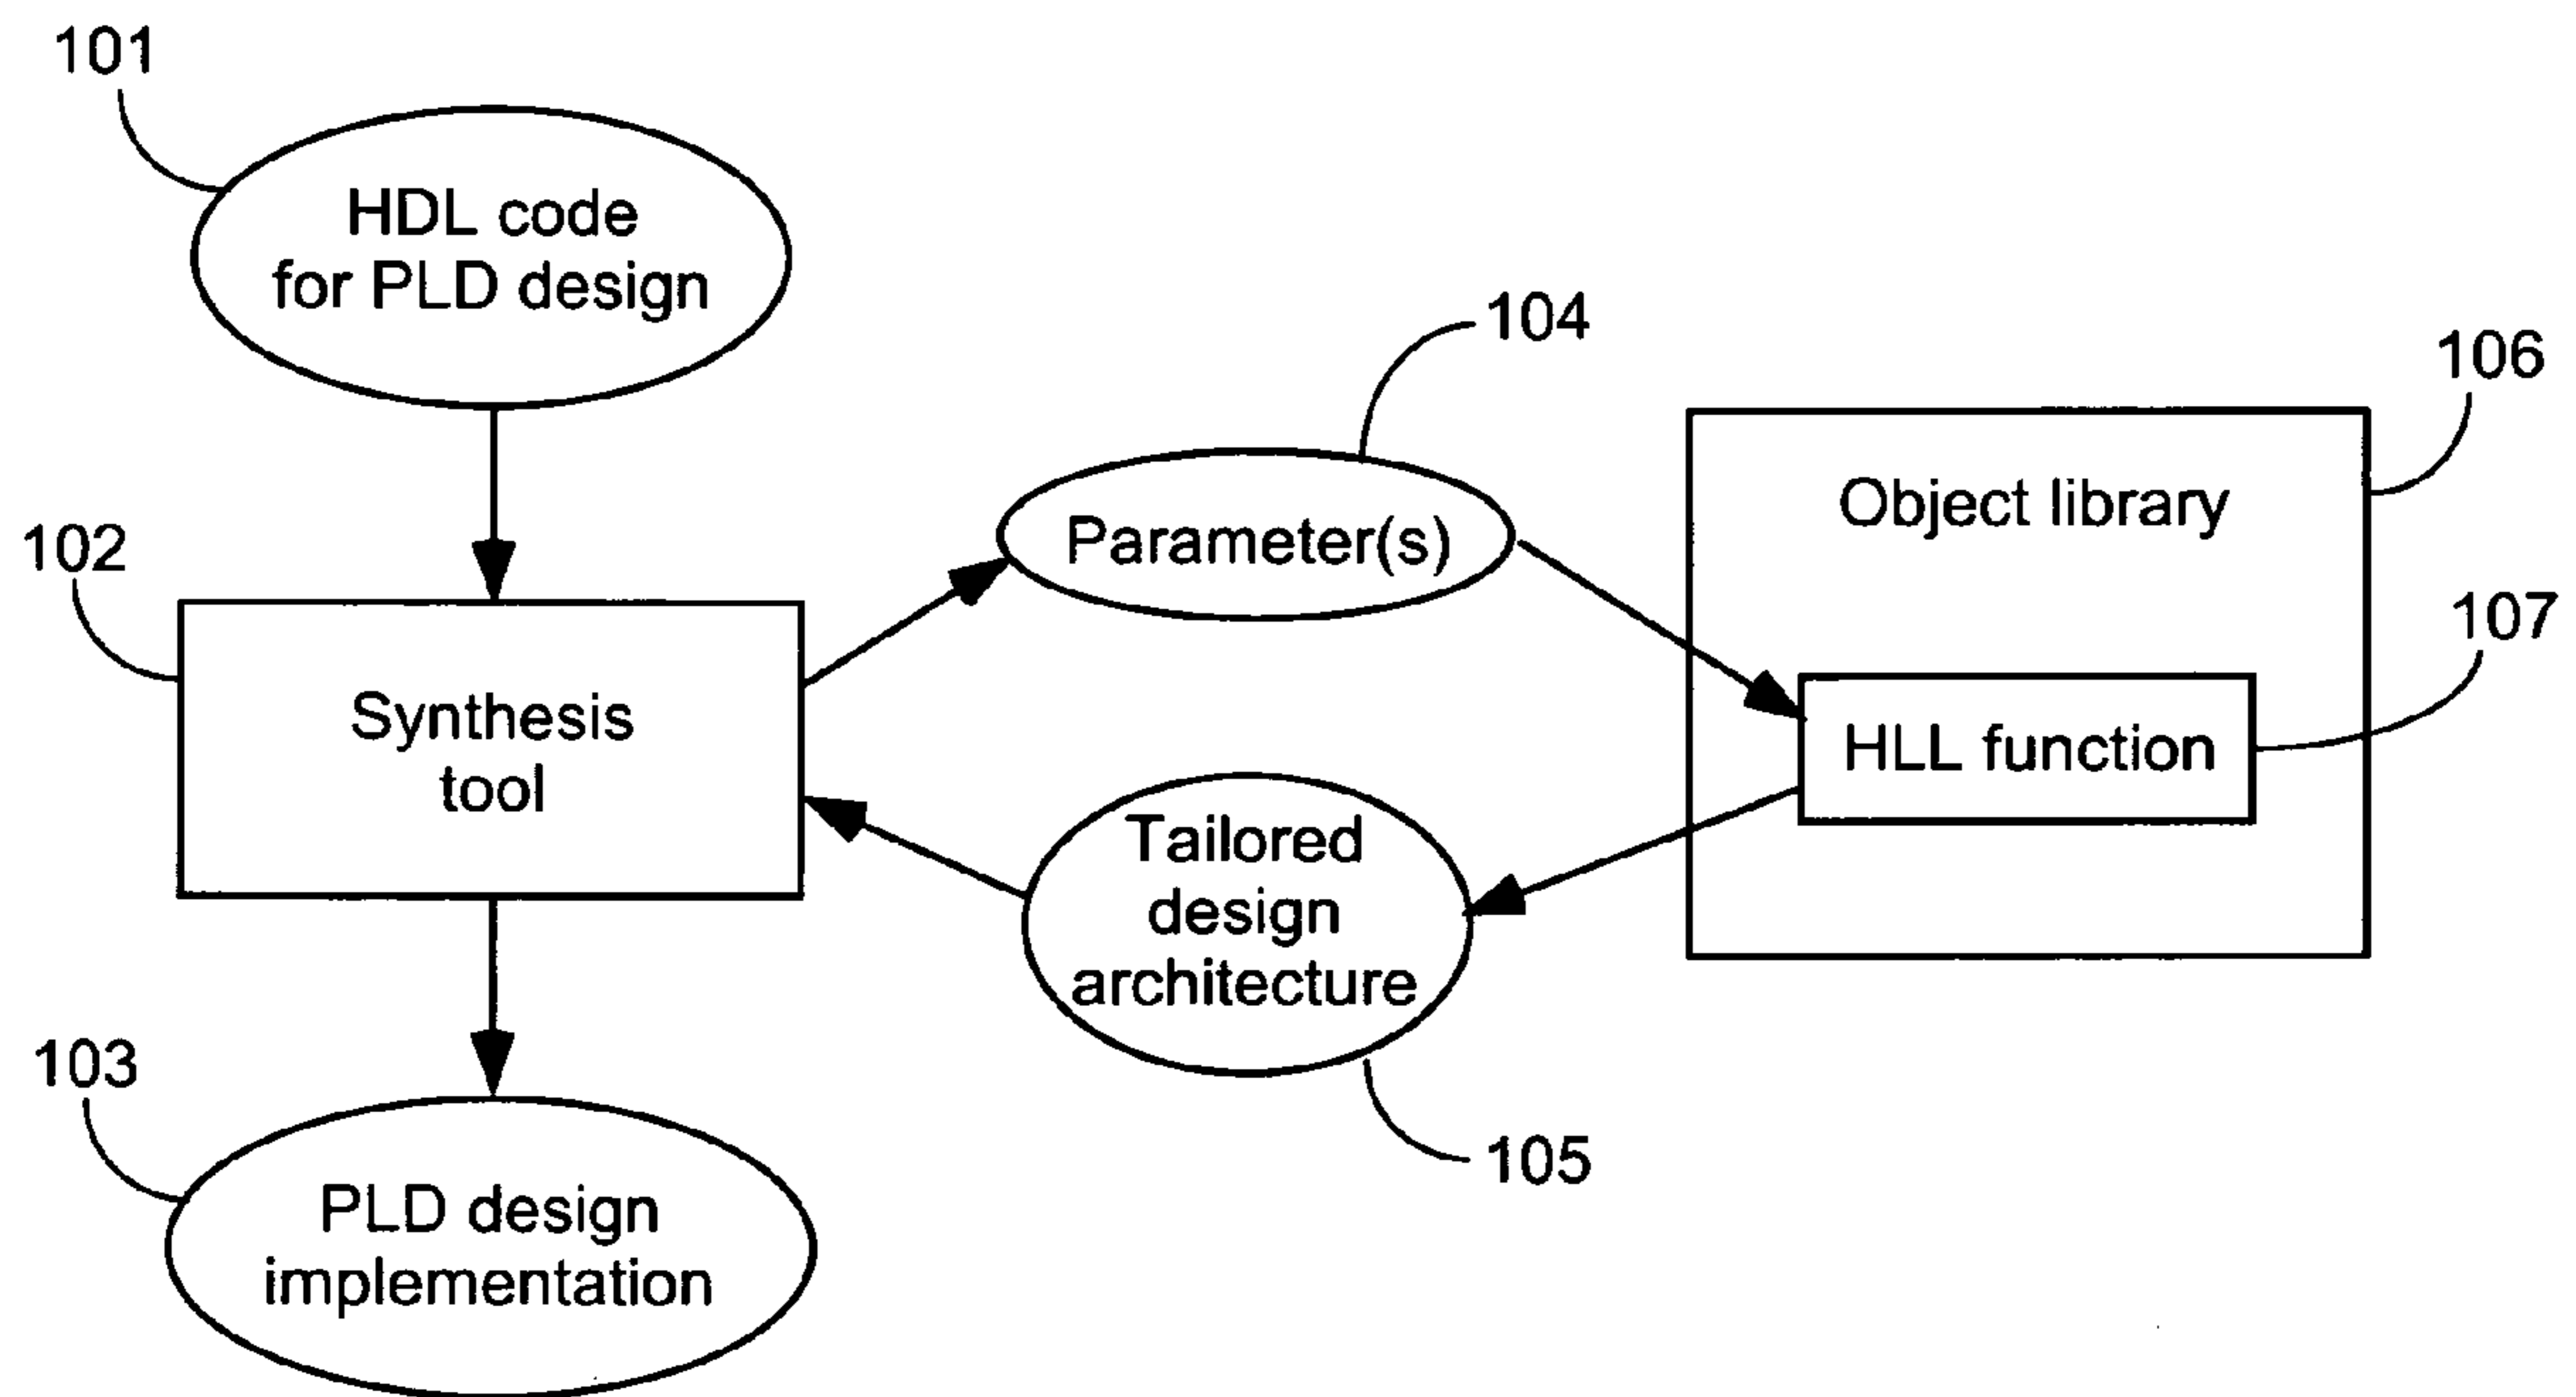 101
HDL code
for PLD design
104
106
Object library
102
Parameter(s)
107
Synthesis
tool
HLL function
Tailored
design
architecture
103
105
PLD design
implementation